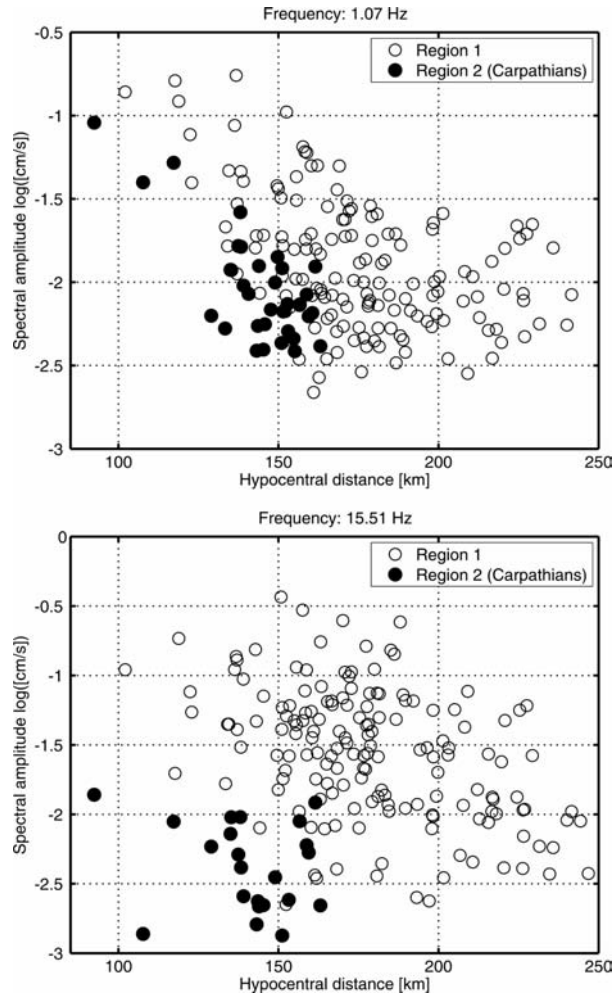 Frequency: 1.07 Hz
-0.5
-1
-1.5
-2
-2.5
-3
Spectral amplitude log([cm/s])
Region 1
Region 2 (Carpathians)
100
150
200
250
Hypocentral distance [km]
Frequency: 15.51 Hz
0
-0.5
-1
-1.5
-2
-2.5
-3
Spectral amplitude log([cm/s])
Region 1
Region 2 (Carpathians)
100
150
200
250
Hypocentral distance [km]